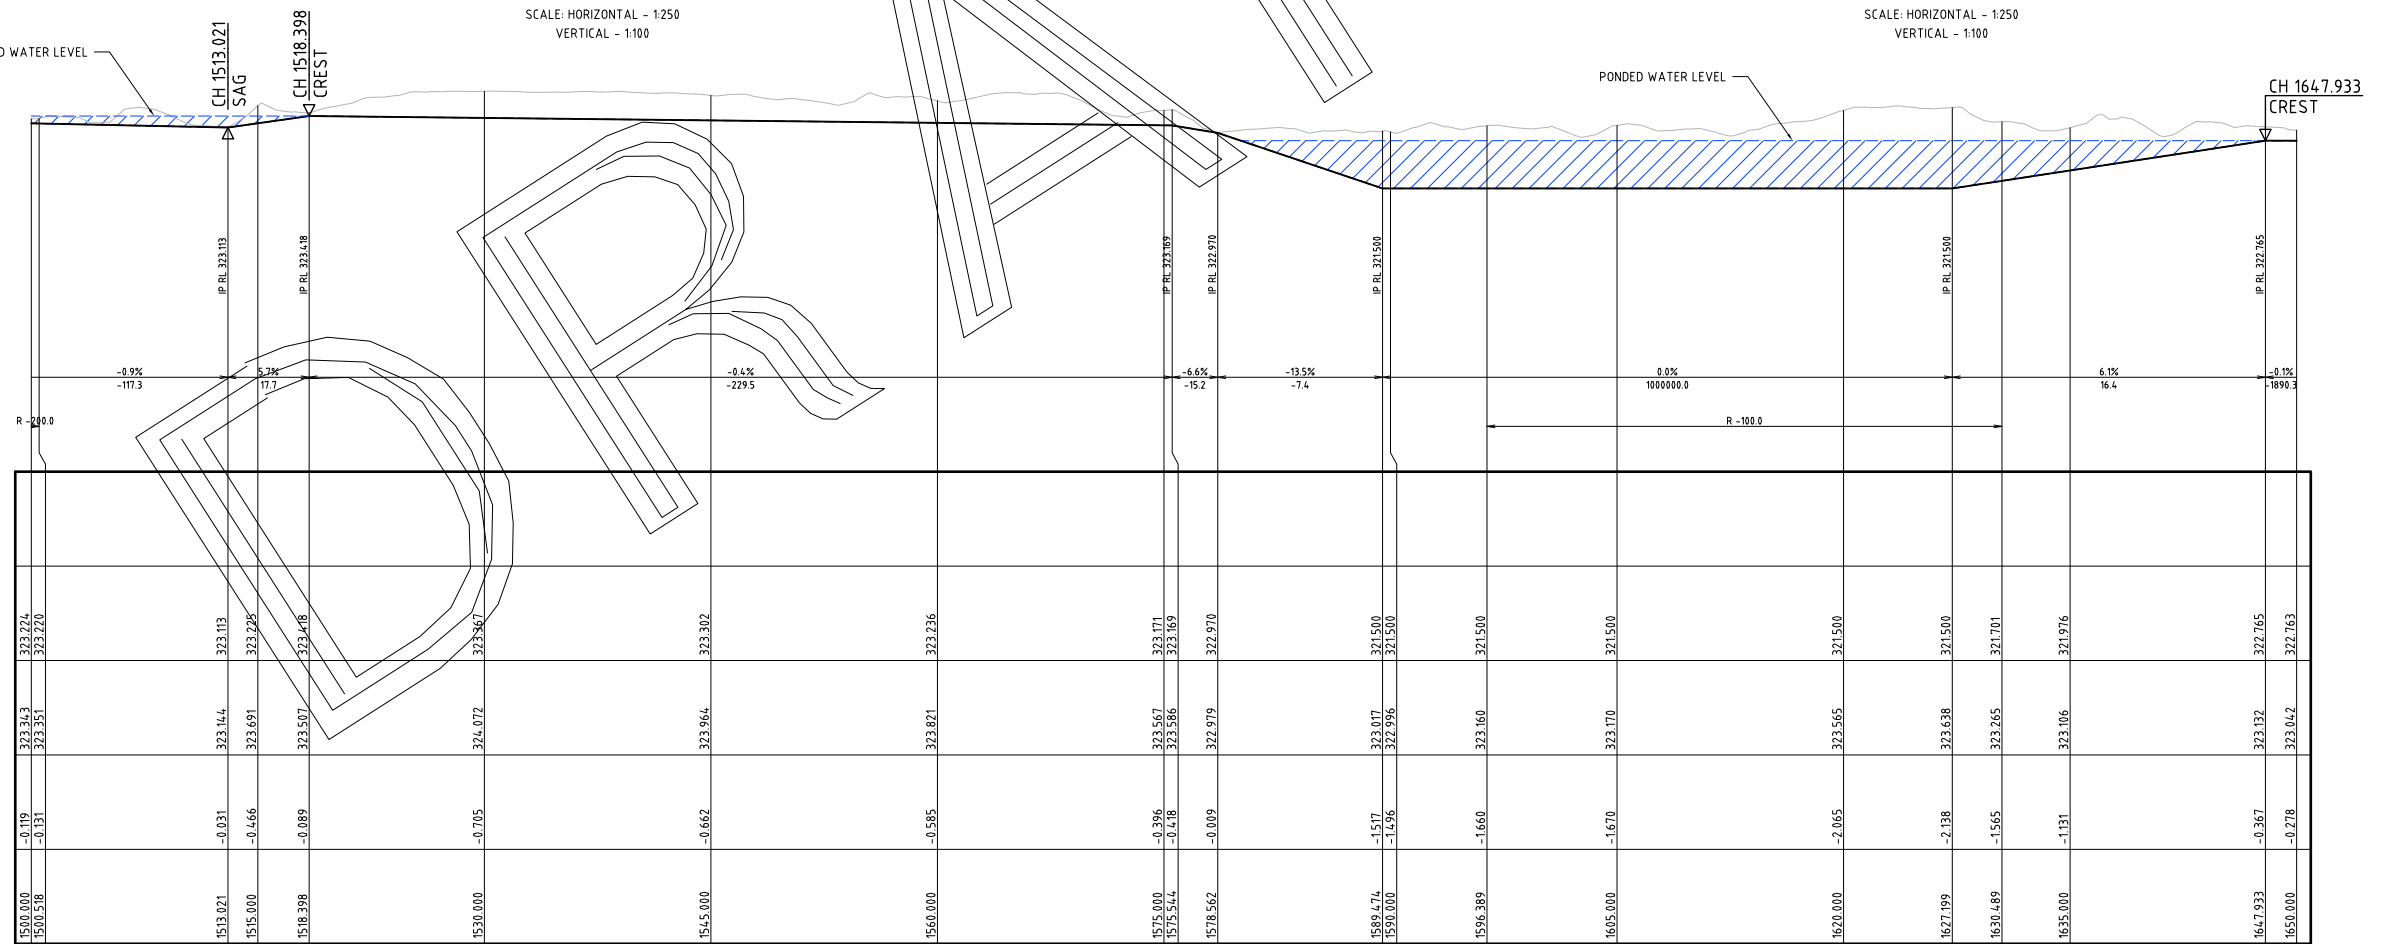 SCALE: HORIZONTAL - 1:250
VERTICAL - 1:100
SCALE: HORIZONTAL - 1:250
VERTICAL - 1:100
WATER LEVEL
CH 1513.021
SAG
CH 1518.398
CREST
PONDED WATER LEVEL
CH 1647.933
CREST
IP RL 323.113
IP RL 323.418
IP RL 323.169
IP RL 322.970
IP RL 321.500
IP RL 321.500
IP RL 322.765
-0.9%
-117.3
5.7%
17.7
-0.4%
-229.5
-6.6%
-15.2
-13.5%
-7.4
0.0%
1000000.0
6.1%
16.4
-0.1%
-1890.3
R -200.0
R -100.0
DRA
323.224 323.220 323.113 323.225 323.418 323.367 323.302 323.236 323.171 323.169 322.970 321.500 321.500 321.500 321.500 321.500 321.500 321.701 321.976 322.765 322.763
323.343 323.351 323.144 323.691 323.507 324.072 323.964 323.821 323.567 323.586 322.979 323.017 322.996 323.160 323.170 323.565 323.638 323.265 323.106 323.132 323.042
-0.119 -0.131 -0.031 -0.466 -0.089 -0.705 -0.662 -0.585 -0.396 -0.418 -0.009 -1.517 -1.496 -1.660 -1.670 -2.065 -2.138 -1.565 -1.131 -0.367 -0.278
1500.000 1500.518 1513.021 1515.000 1518.398 1530.000 1545.000 1560.000 1575.000 1575.544 1578.562 1589.474 1590.000 1596.389 1605.000 1620.000 1627.199 1630.489 1635.000 1647.933 1650.000